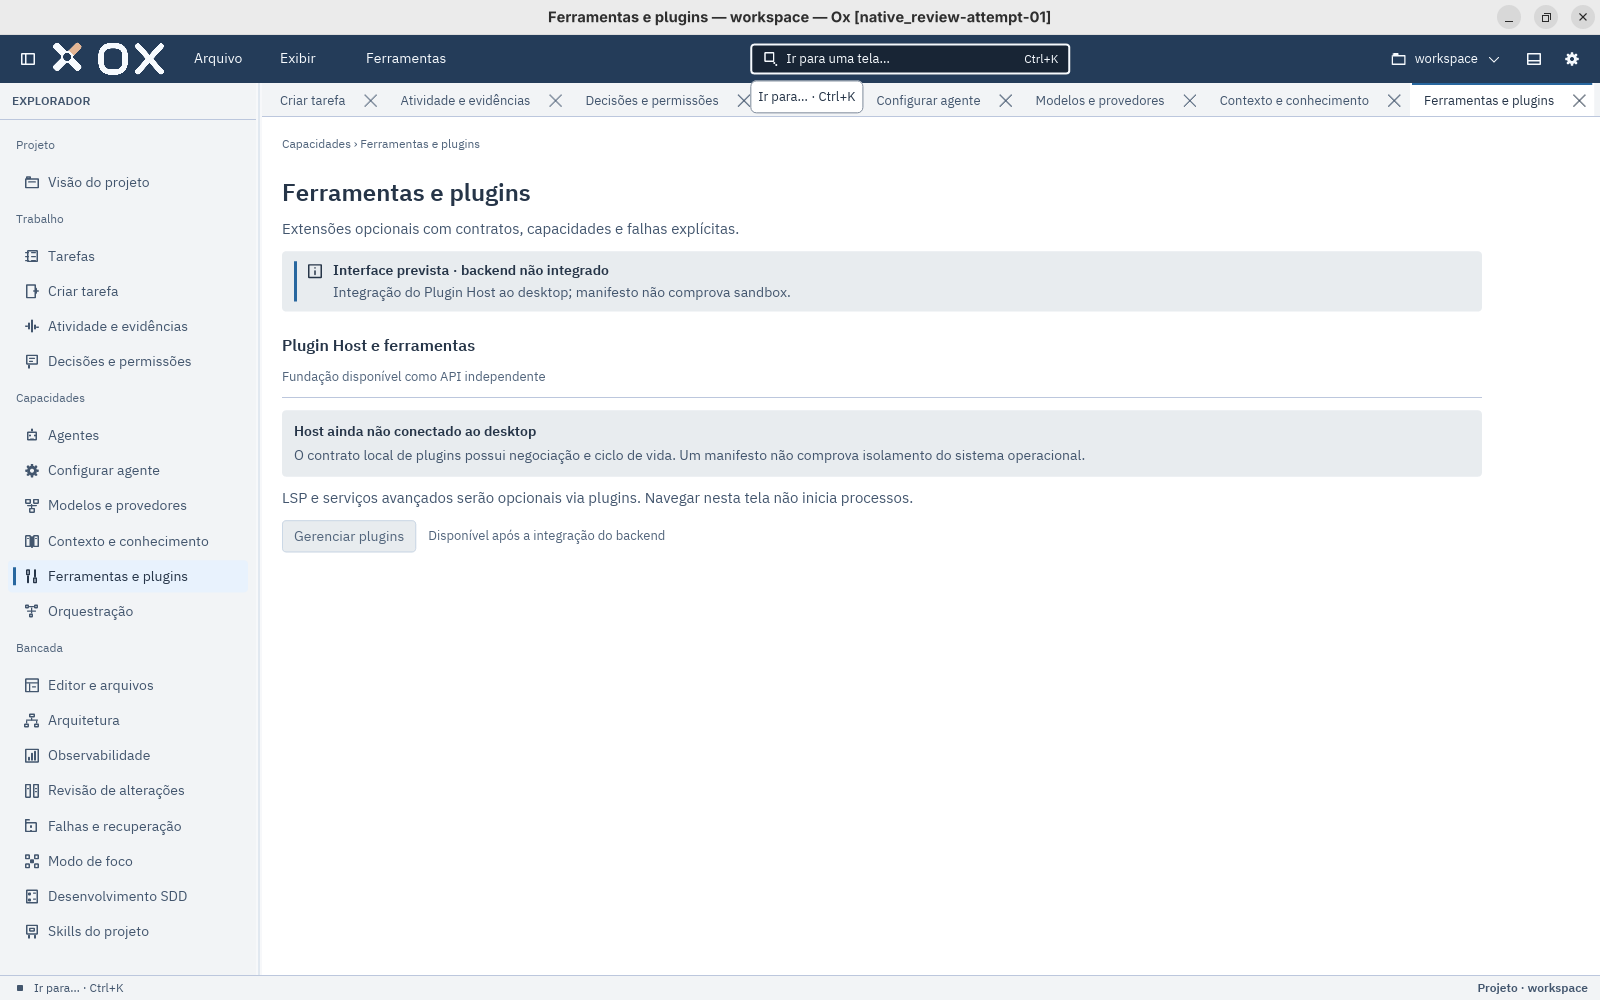 Ferramentas e plugins — workspace — Ox [native_review-attempt-01]
OX Arquivo Exibir Ferramentas Ir para uma tela... Ctrl+K workspace
EXPLORADOR
Criar tarefa Atividade e evidências Decisões e permissões Ir para... · Ctrl+K Configurar agente Modelos e provedores Contexto e conhecimento Ferramentas e plugins
Projeto
Visão do projeto
Trabalho
Tarefas
Criar tarefa
Atividade e evidências
Decisões e permissões
Capacidades
Agentes
Configurar agente
Modelos e provedores
Contexto e conhecimento
Ferramentas e plugins
Orquestração
Bancada
Editor e arquivos
Arquitetura
Observabilidade
Revisão de alterações
Falhas e recuperação
Modo de foco
Desenvolvimento SDD
Skills do projeto
Capacidades › Ferramentas e plugins
Ferramentas e plugins
Extensões opcionais com contratos, capacidades e falhas explícitas.
Interface prevista · backend não integrado
Integração do Plugin Host ao desktop; manifesto não comprova sandbox.
Plugin Host e ferramentas
Fundação disponível como API independente
Host ainda não conectado ao desktop
O contrato local de plugins possui negociação e ciclo de vida. Um manifesto não comprova isolamento do sistema operacional.
LSP e serviços avançados serão opcionais via plugins. Navegar nesta tela não inicia processos.
Gerenciar plugins Disponível após a integração do backend
Ir para... · Ctrl+K
Projeto · workspace